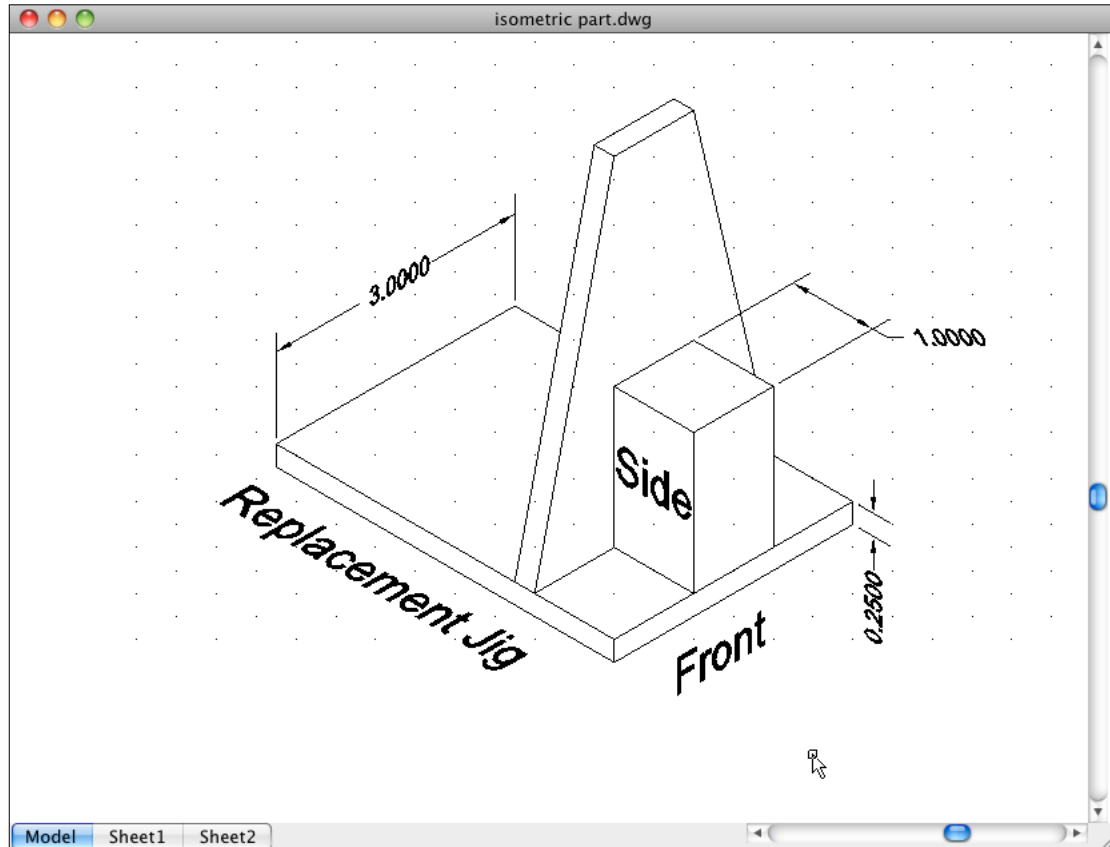 isometric part.dwg
3.0000
1.0000
Side
Replacement Jig
Front
0.2500
Model Sheet1 Sheet2